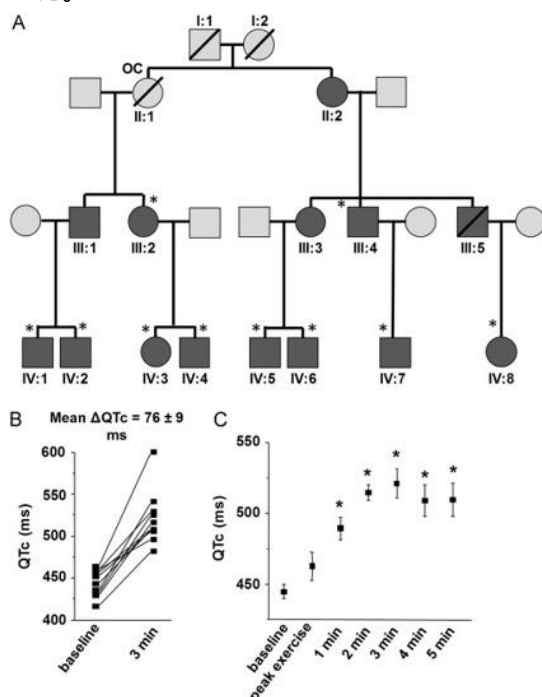 A
I:1 I:2
OC
II:1 II:2
* *
III:1 III:2 III:3 III:4 III:5
* * * * * * * *
IV:1 IV:2 IV:3 IV:4 IV:5 IV:6 IV:7 IV:8
B Mean ΔQTc = 76 ± 9
ms
QTc (ms)
600
550
500
450
400
baseline
3 min
C
QTc (ms)
550
500
450
* * * * *
baseline
peak exercise
1 min
2 min
3 min
4 min
5 min